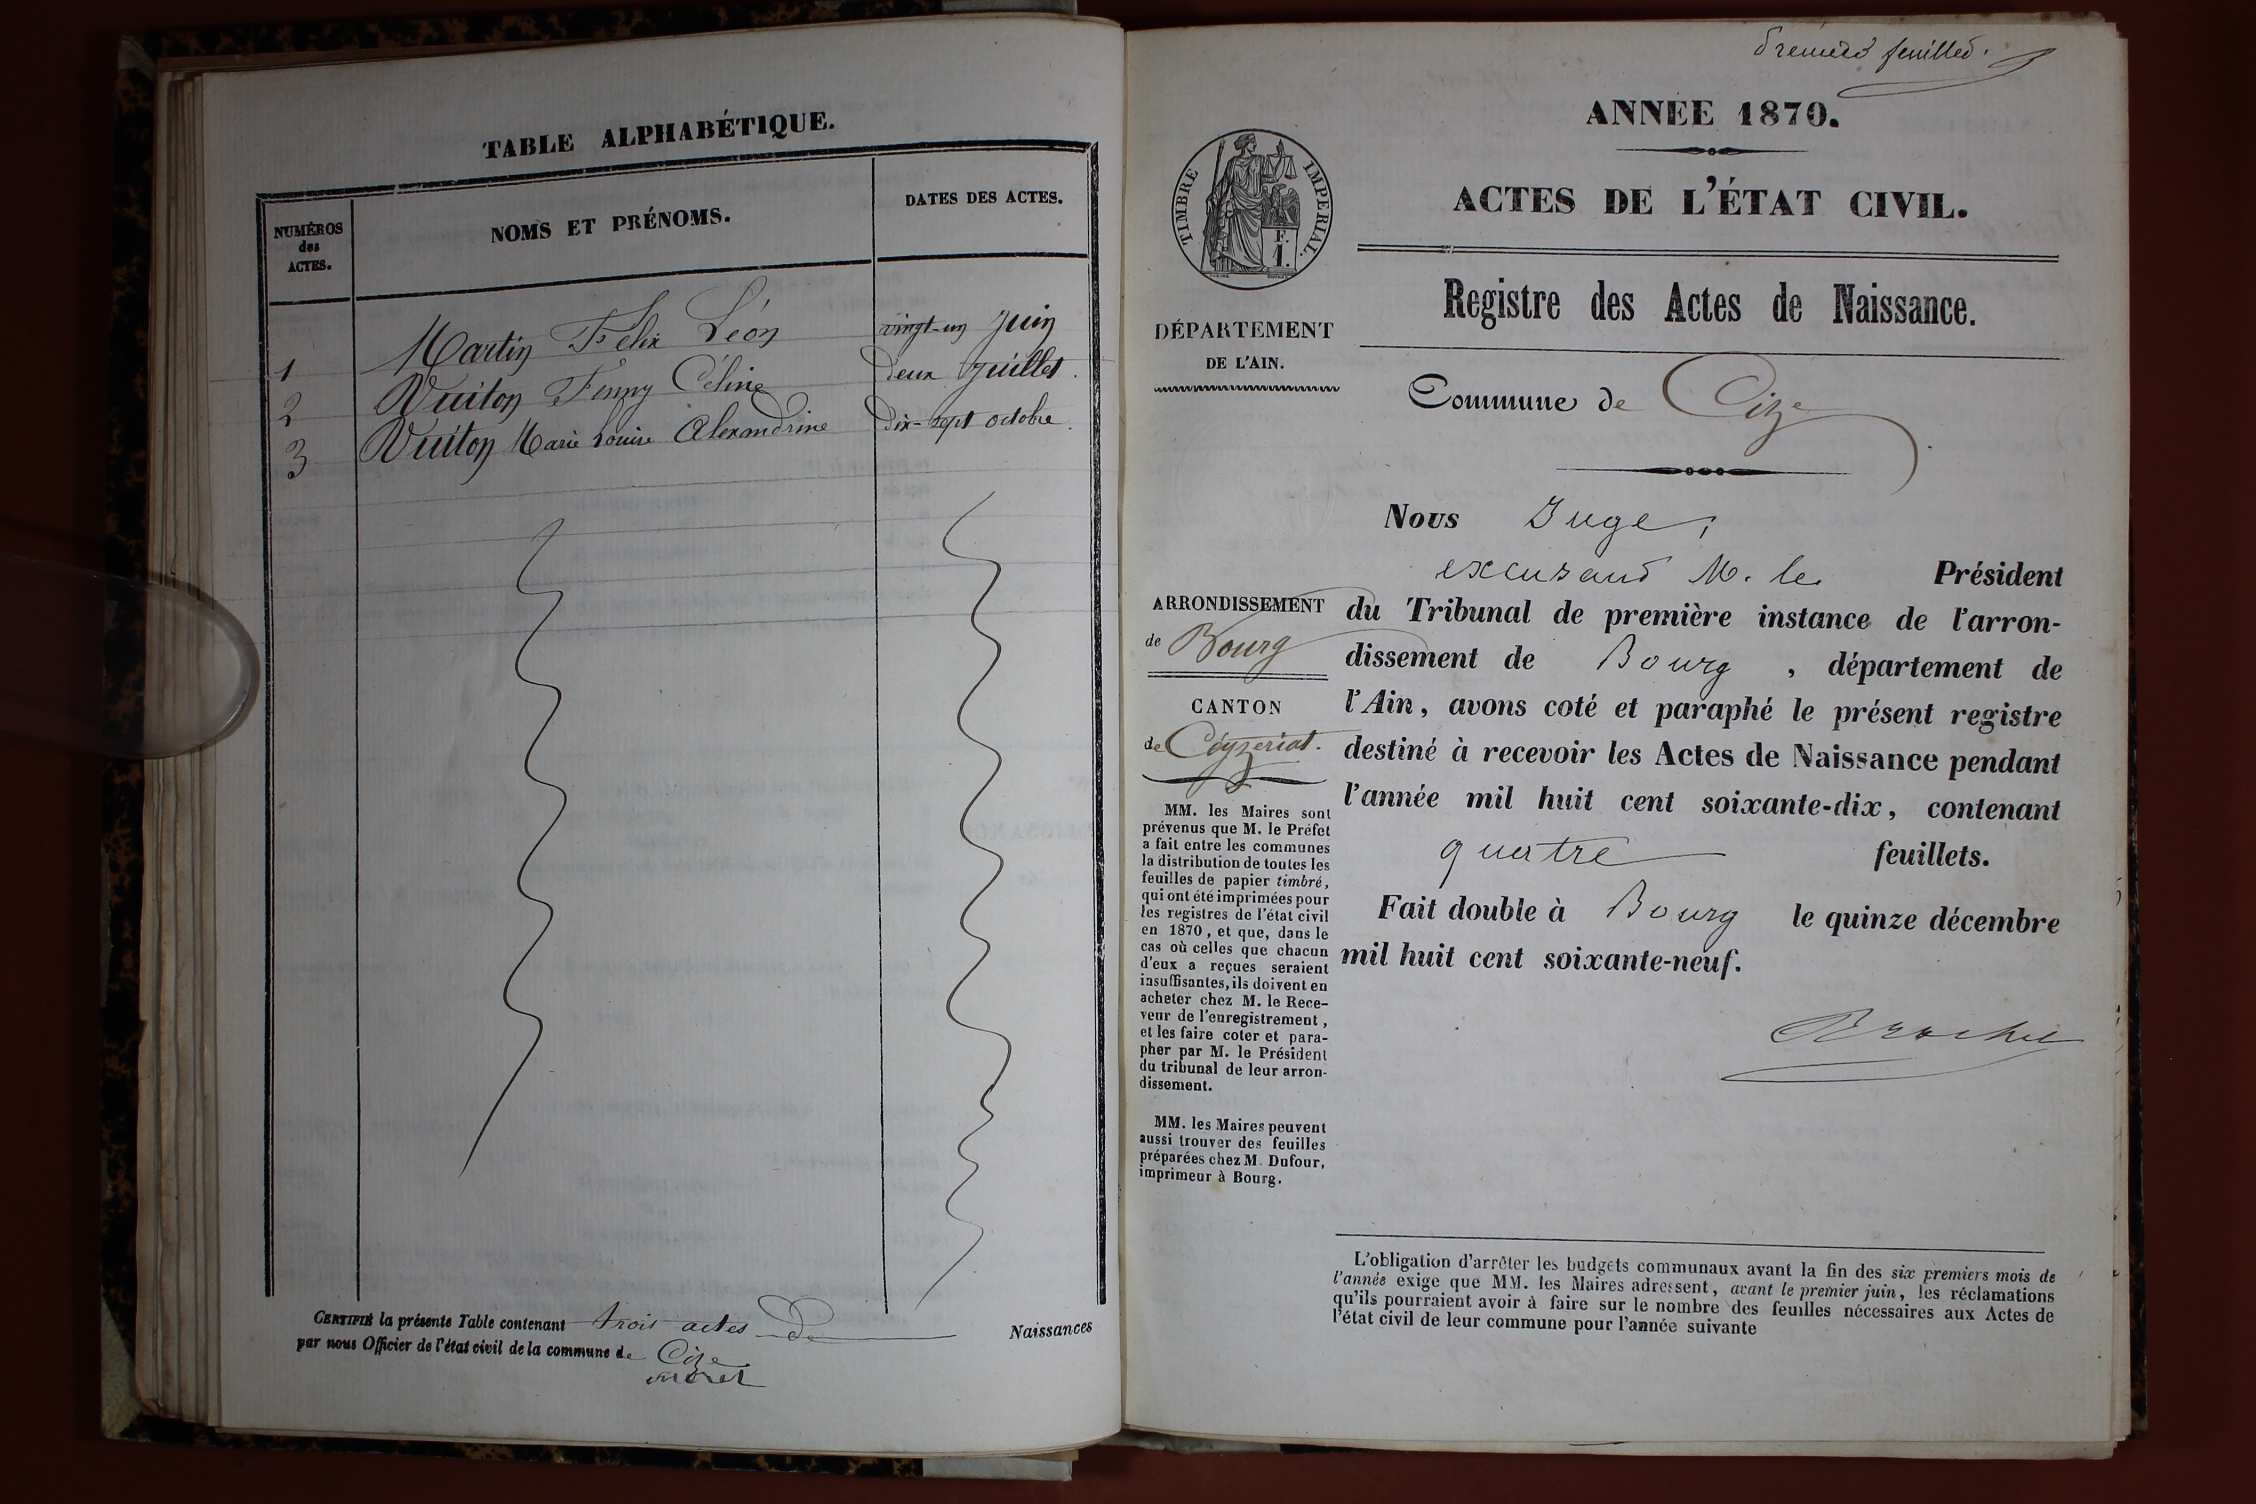 TABLE ALPHABÉTIQUE.
NUMÉROS
des
ACTES.
NOMS ET PRÉNOMS.
DATES DES ACTES.
1 Martin Félix Léon vingt-un Juin
2 Vuiton Fenny Céline deux Juillet.
3 Vuiton Marie Louise Alexandrine dix-sept octobre.
CERTIFIÉ la présente Table contenant trois actes de Naissances
par nous Officier de l'état civil de la commune de Cize
Premier feuillet.
ANNÉE 1870.
TIMBRE IMPERIAL.
F.
1.
ACTES DE L'ÉTAT CIVIL.
Registre des Actes de Naissance.
DÉPARTEMENT
DE L'AIN.
Commune de Cize
Nous Juge,
excusant M. le Président
du Tribunal de première instance de l'arron-
dissement de Bourg, département de
l'Ain, avons coté et paraphé le présent registre
destiné à recevoir les Actes de Naissance pendant
l'année mil huit cent soixante-dix, contenant
quatre feuillets.
Fait double à Bourg le quinze décembre
mil huit cent soixante-neuf.
ARRONDISSEMENT
de Bourg
CANTON
de Céyzeriat.
MM. les Maires sont
prévenus que M. le Préfet
a fait entre les communes
la distribution de toutes les
feuilles de papier timbré,
qui ont été imprimées pour
les registres de l'état civil
en 1870, et que, dans le
cas où celles que chacun
d'eux a reçues seraient
insuffisantes, ils doivent en
acheter chez M. le Rece-
veur de l'enregistrement,
et les faire coter et para-
pher par M. le Président
du tribunal de leur arron-
dissement.
MM. les Maires peuvent
aussi trouver des feuilles
préparées chez M. Dufour,
imprimeur à Bourg.
L'obligation d'arrêter les budgets communaux avant la fin des six premiers mois de
l'année exige que MM. les Maires adressent, avant le premier juin, les réclamations
qu'ils pourraient avoir à faire sur le nombre des feuilles nécessaires aux Actes de
l'état civil de leur commune pour l'année suivante